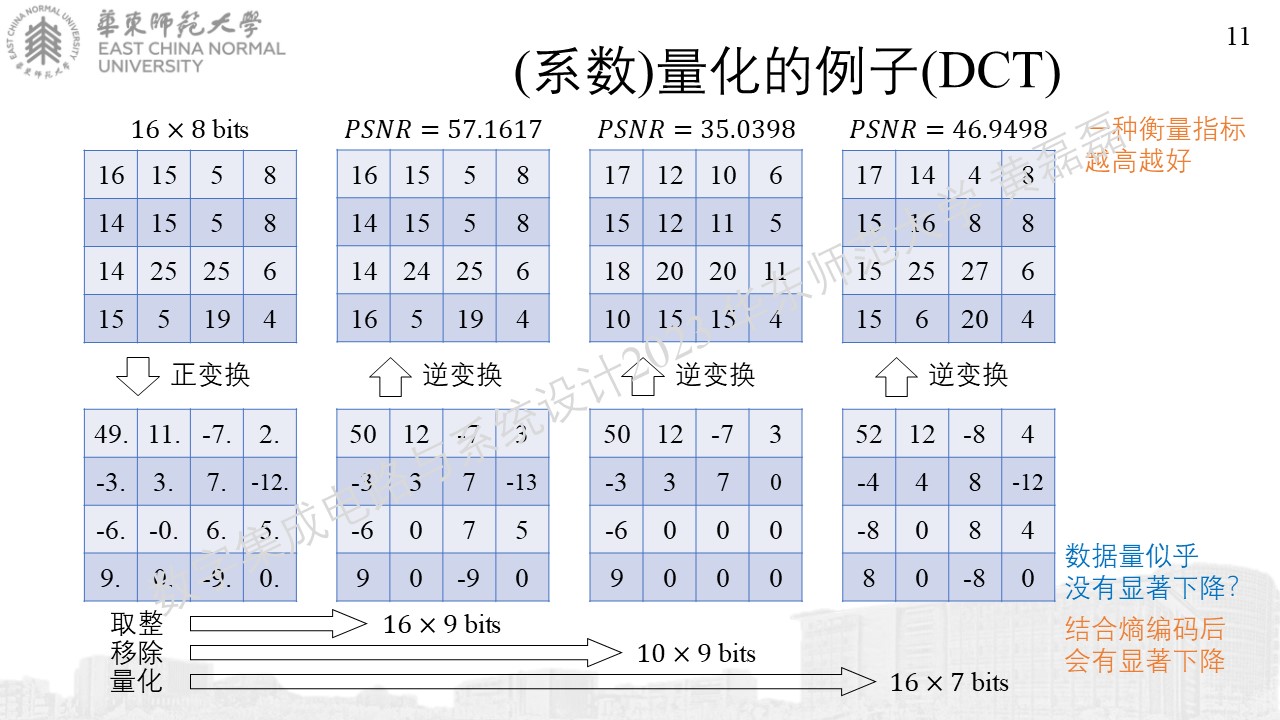 華東師範大學
EAST CHINA NORMAL
UNIVERSITY
EAST CHINA NORMAL UNIVERSITY
華東師範大學
11
(系数)量化的例子(DCT)
16 × 8 bits
PSNR = 57.1617
PSNR = 35.0398
PSNR = 46.9498
一种衡量指标
越高越好
16 15 5 8
14 15 5 8
14 25 25 6
15 5 19 4
16 15 5 8
14 15 5 8
14 24 25 6
16 5 19 4
17 12 10 6
15 12 11 5
18 20 20 11
10 15 15 4
17 14 4 8
15 16 8 8
15 25 27 6
15 6 20 4
正变换
逆变换
逆变换
逆变换
49. 11. -7. 2.
-3. 3. 7. -12.
-6. -0. 6. 5.
9. 0. -9. 0.
50 12 -7 3
-3 3 7 -13
-6 0 7 5
9 0 -9 0
50 12 -7 3
-3 3 7 0
-6 0 0 0
9 0 0 0
52 12 -8 4
-4 4 8 -12
-8 0 8 4
8 0 -8 0
数据量似乎
没有显著下降?
结合熵编码后
会有显著下降
取整
16 × 9 bits
移除
10 × 9 bits
量化
16 × 7 bits
数字集成电路与系统设计2023 华东师范大学 黄磊磊